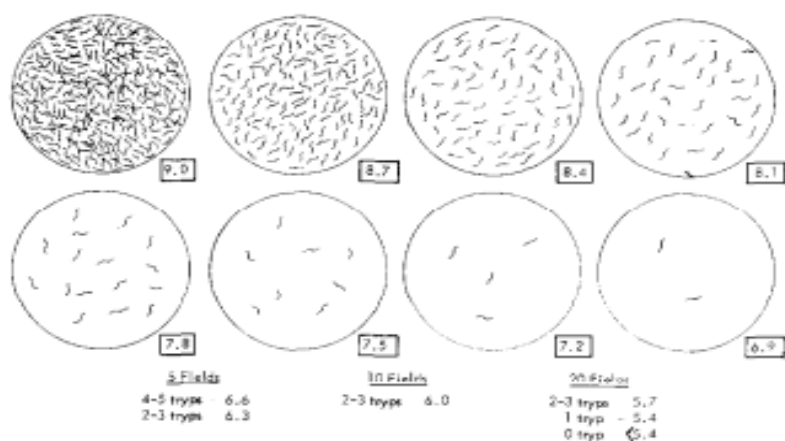 9.0 8.7 8.4 8.1
7.8 7.5 7.2 6.9
5 Fields 10 Fields 20 Fields
4-5 tryps - 6.6 2-3 tryps 6.0 2-3 tryps 5.7
2-3 tryps 6.3 1 tryp - 5.4
0 tryp <5.4